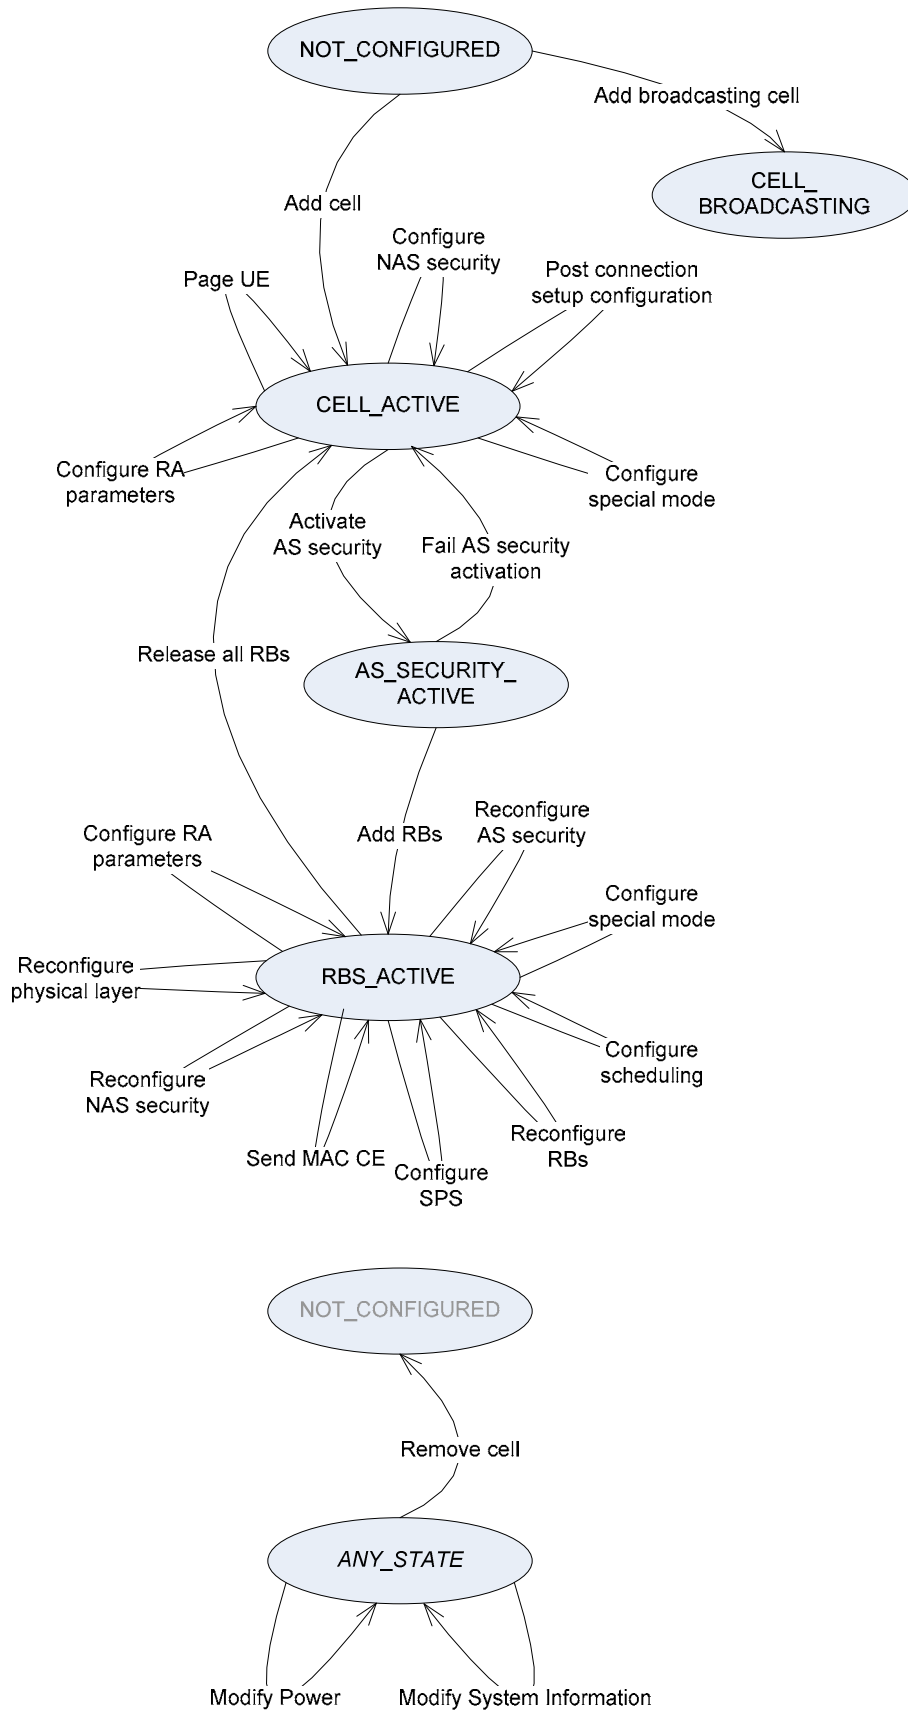 NOT_CONFIGURED
Add broadcasting cell
CELL_
BROADCASTING
Add cell
Configure
NAS security
Page UE
Post connection
setup configuration
CELL_ACTIVE
Configure RA
parameters
Configure
special mode
Activate
AS security
Fail AS security
activation
Release all RBs
AS_SECURITY_
ACTIVE
Add RBs
Reconfigure
AS security
Configure RA
parameters
Configure
special mode
Reconfigure
physical layer
RBS_ACTIVE
Configure
scheduling
Reconfigure
NAS security
Reconfigure
RBs
Send MAC CE
Configure
SPS
NOT_CONFIGURED
Remove cell
ANY_STATE
Modify Power
Modify System Information